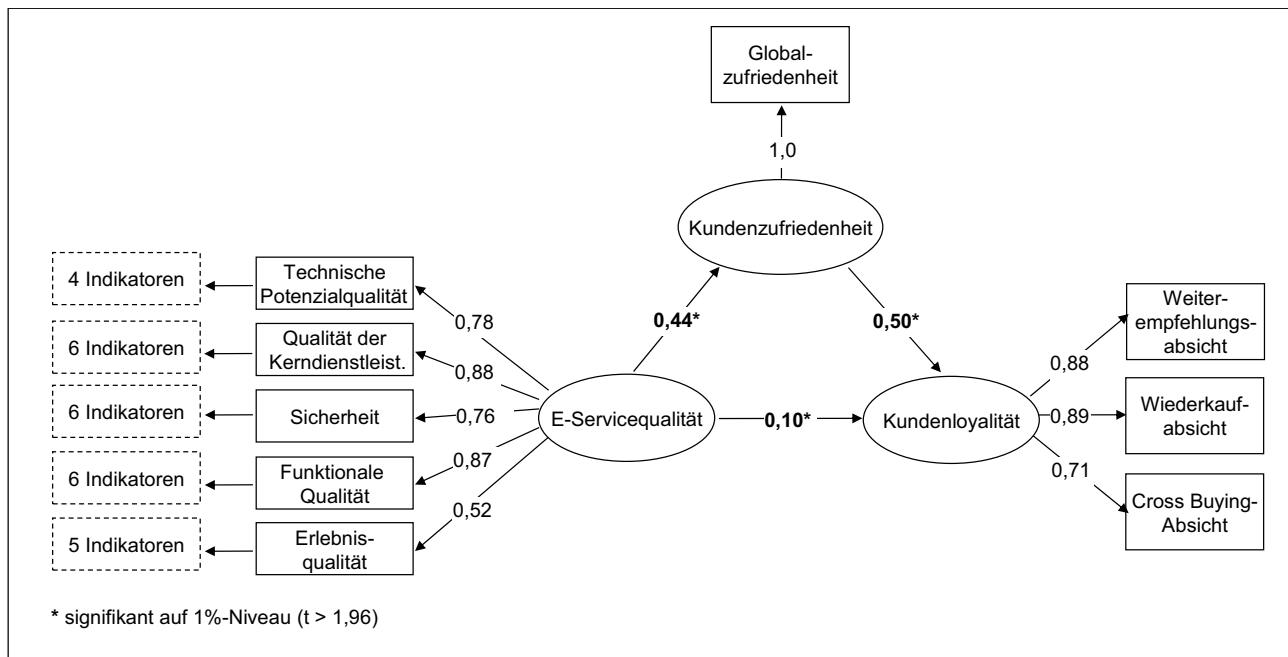 Global-
zufriedenheit
1,0
Kundenzufriedenheit
4 Indikatoren
Technische
Potenzialqualität
0,78
6 Indikatoren
Qualität der
Kerndienstleist.
0,88
6 Indikatoren
Sicherheit
0,76
6 Indikatoren
Funktionale
Qualität
0,87
5 Indikatoren
Erlebnis-
qualität
0,52
E-Servicequalität
0,44*
0,50*
0,10*
Kundenloyalität
0,88
Weiter-
empfehlungs-
absicht
0,89
Wiederkauf-
absicht
0,71
Cross Buying-
Absicht
* signifikant auf 1%-Niveau (t > 1,96)